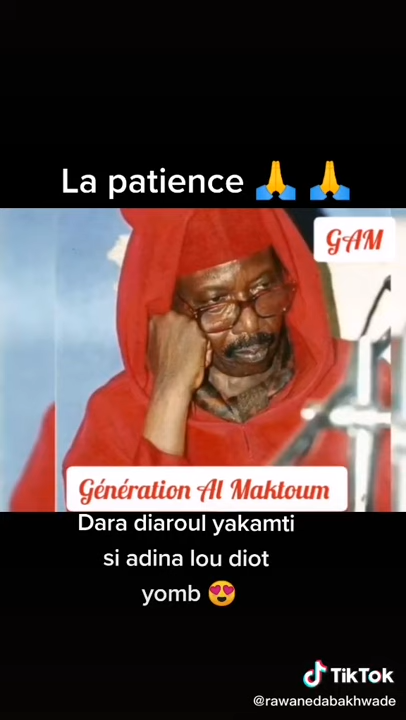 La patience 🙏 🙏
GAM
Génération Al Maktoum
Dara diaroul yakamti
si adina lou diot
yomb 😍
TikTok
@rawanedabakhwade